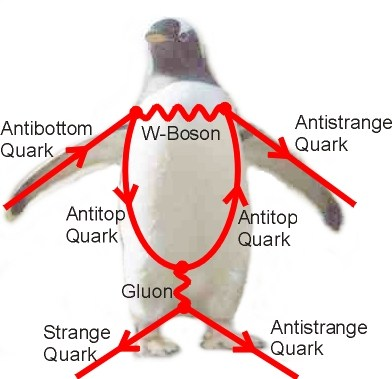 Antibottom
Quark
W-Boson
Antistrange
Quark
Antitop
Quark
Antitop
Quark
Gluon
Strange
Quark
Antistrange
Quark